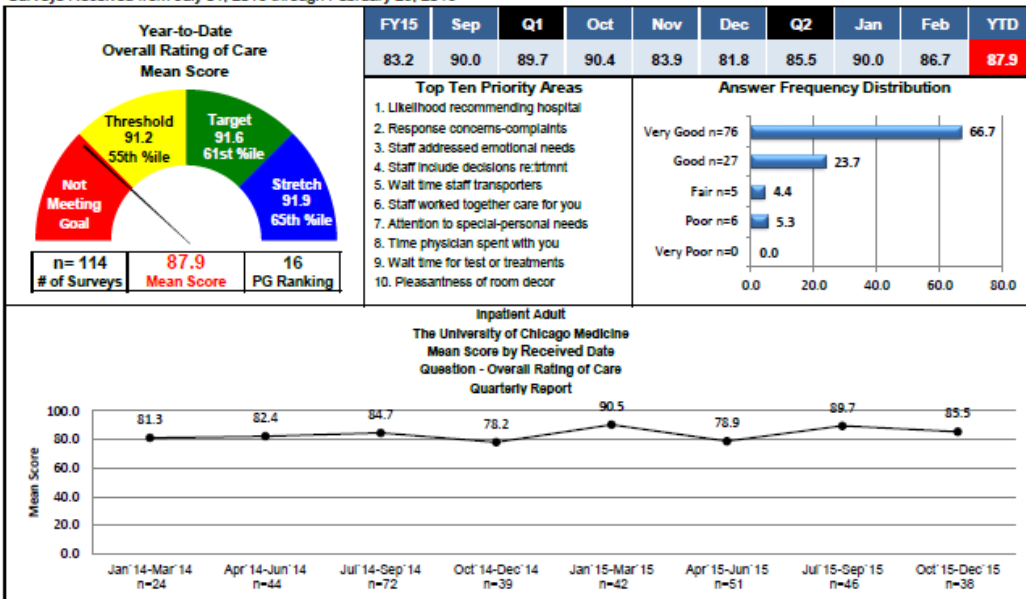 Year-to-Date
Overall Rating of Care
Mean Score
Threshold
91.2
55th %ile
Target
91.6
61st %ile
Not
Meeting
Goal
Stretch
91.9
65th %ile
n= 114
# of Surveys
87.9
Mean Score
16
PG Ranking
FY15 Sep Q1 Oct Nov Dec Q2 Jan Feb YTD
83.2 90.0 89.7 90.4 83.9 81.8 85.5 90.0 86.7 87.9
Top Ten Priority Areas
1. Likelihood recommending hospital
2. Response concerns-complaints
3. Staff addressed emotional needs
4. Staff include decisions re:trtmnt
5. Wait time staff transporters
6. Staff worked together care for you
7. Attention to special-personal needs
8. Time physician spent with you
9. Wait time for test or treatments
10. Pleasantness of room decor
Answer Frequency Distribution
Very Good n=76 66.7
Good n=27 23.7
Fair n=5 4.4
Poor n=6 5.3
Very Poor n=0 0.0
0.0 20.0 40.0 60.0 80.0
Inpatient Adult
The University of Chicago Medicine
Mean Score by Received Date
Question - Overall Rating of Care
Quarterly Report
Mean Score
100.0
80.0
60.0
40.0
20.0
0.0
81.3 82.4 84.7 78.2 90.5 78.9 89.7 85.5
Jan'14-Mar'14 Apr'14-Jun'14 Jul'14-Sep'14 Oct'14-Dec'14 Jan'15-Mar'15 Apr'15-Jun'15 Jul'15-Sep'15 Oct'15-Dec'15
n=24 n=44 n=72 n=39 n=42 n=51 n=46 n=38